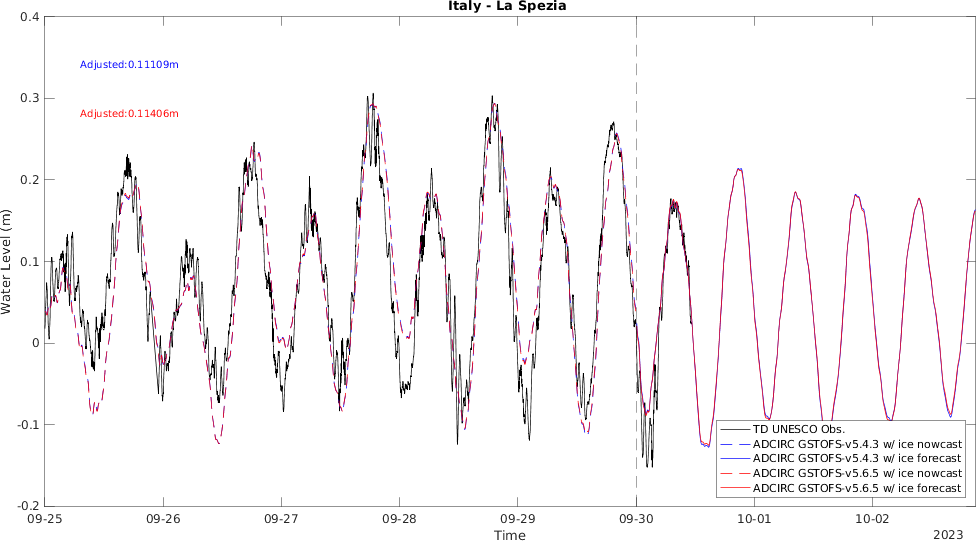 Italy - La Spezia
0.4
Adjusted:0.11109m
0.3
Adjusted:0.11406m
0.2
0.1
0
-0.1
-0.2
Water Level (m)
TD UNESCO Obs.
ADCIRC GSTOFS-v5.4.3 w/ ice nowcast
ADCIRC GSTOFS-v5.4.3 w/ ice forecast
ADCIRC GSTOFS-v5.6.5 w/ ice nowcast
ADCIRC GSTOFS-v5.6.5 w/ ice forecast
09-25 09-26 09-27 09-28 09-29 09-30 10-01 10-02
Time
2023